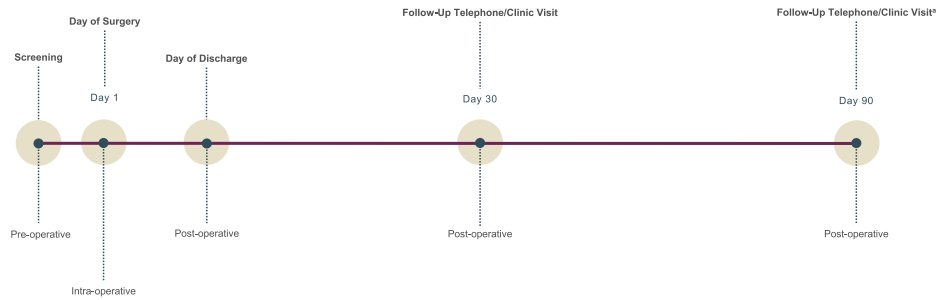 Follow-Up Telephone/Clinic Visit
Follow-Up Telephone/Clinic Visitᵃ
Day of Surgery
Screening
Day of Discharge
Day 1
Day 30
Day 90
Pre-operative
Post-operative
Post-operative
Post-operative
Intra-operative